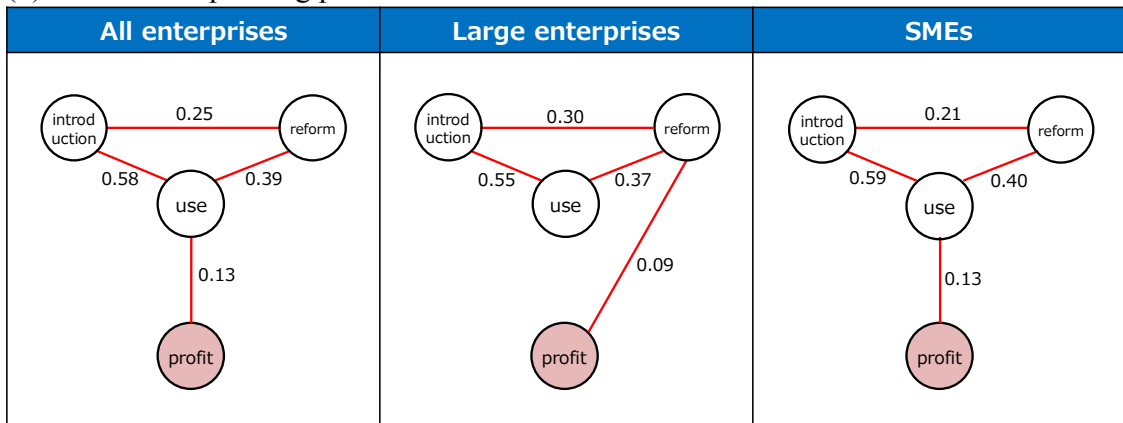 All enterprises
Large enterprises
SMEs
introd
uction
0.25
reform
0.58
0.39
use
0.13
profit
introd
uction
0.30
reform
0.55
0.37
use
0.09
profit
introd
uction
0.21
reform
0.59
0.40
use
0.13
profit